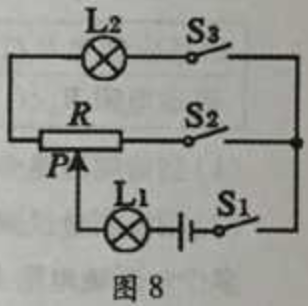 L₂ S₃
R S₂
P
L₁ S₁
图 8